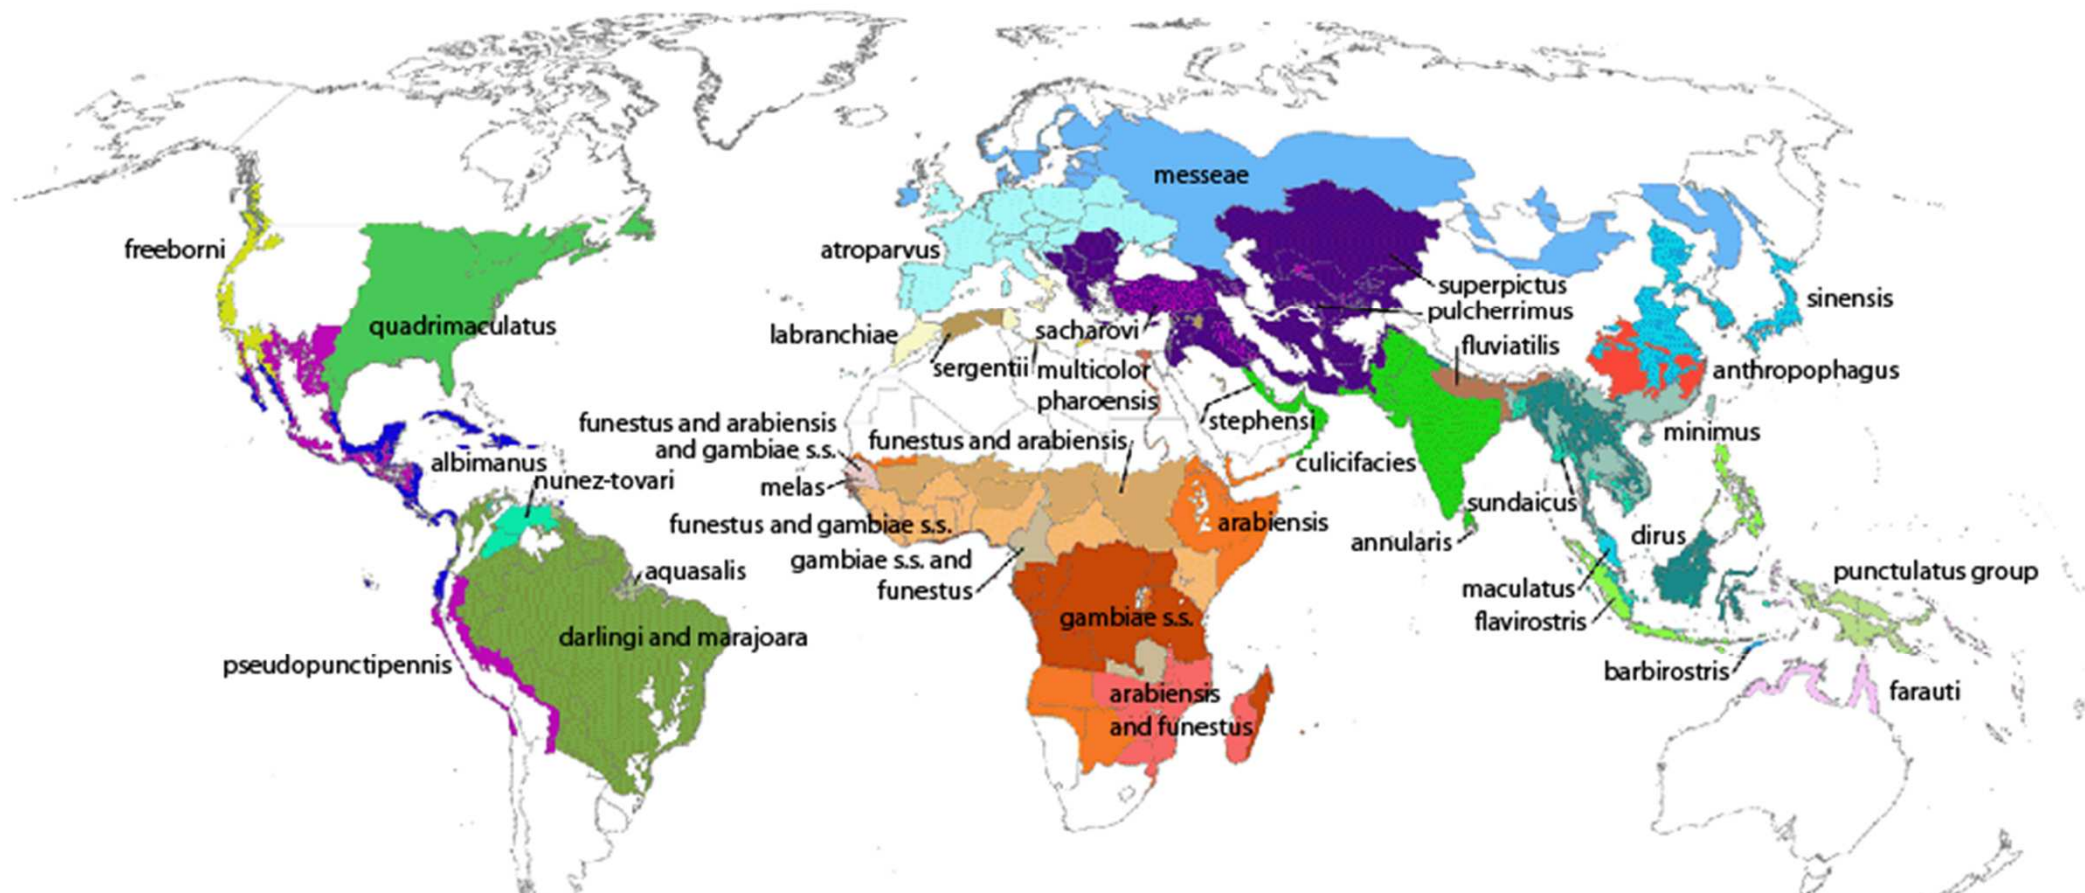 messeae
freeborni
atroparvus
superpictus
pulcherrimus
sinensis
quadrimaculatus
labranchiae
sacharovi
fluviatilis
sergentii
multicolor
anthropophagus
pharoensis
funestus and arabiensis
and gambiae s.s.
funestus and arabiensis
stephensi
minimus
albimanus
nunez-tovari
melas
culicifacies
sundaicus
funestus and gambiae s.s.
arabiensis
annularis
dirus
gambiae s.s. and
funestus
aquasalis
maculatus
punctulatus group
gambiae s.s.
flavirostris
darlingi and marajoara
pseudopunctipennis
barbirostris
arabiensis
and funestus
farauti